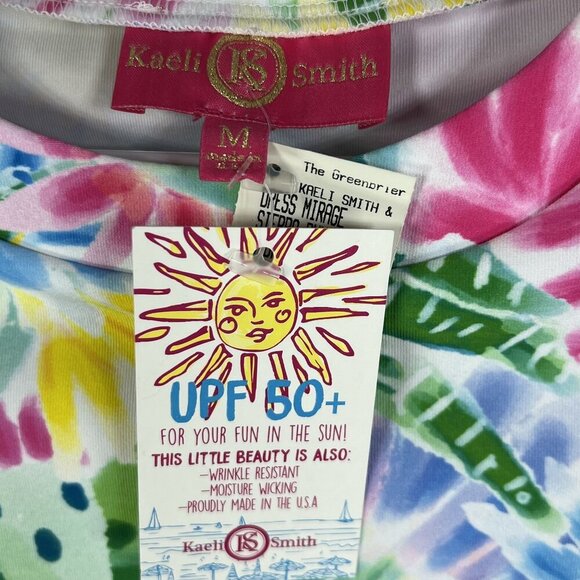 Kaeli KS Smith
M
The Greenbrier
KAELI SMITH &
DRESS MIRAGE
UPF 50+
FOR YOUR FUN IN THE SUN!
THIS LITTLE BEAUTY IS ALSO:
—WRINKLE RESISTANT
—MOISTURE WICKING
—PROUDLY MADE IN THE U.S.A
Kaeli KS Smith